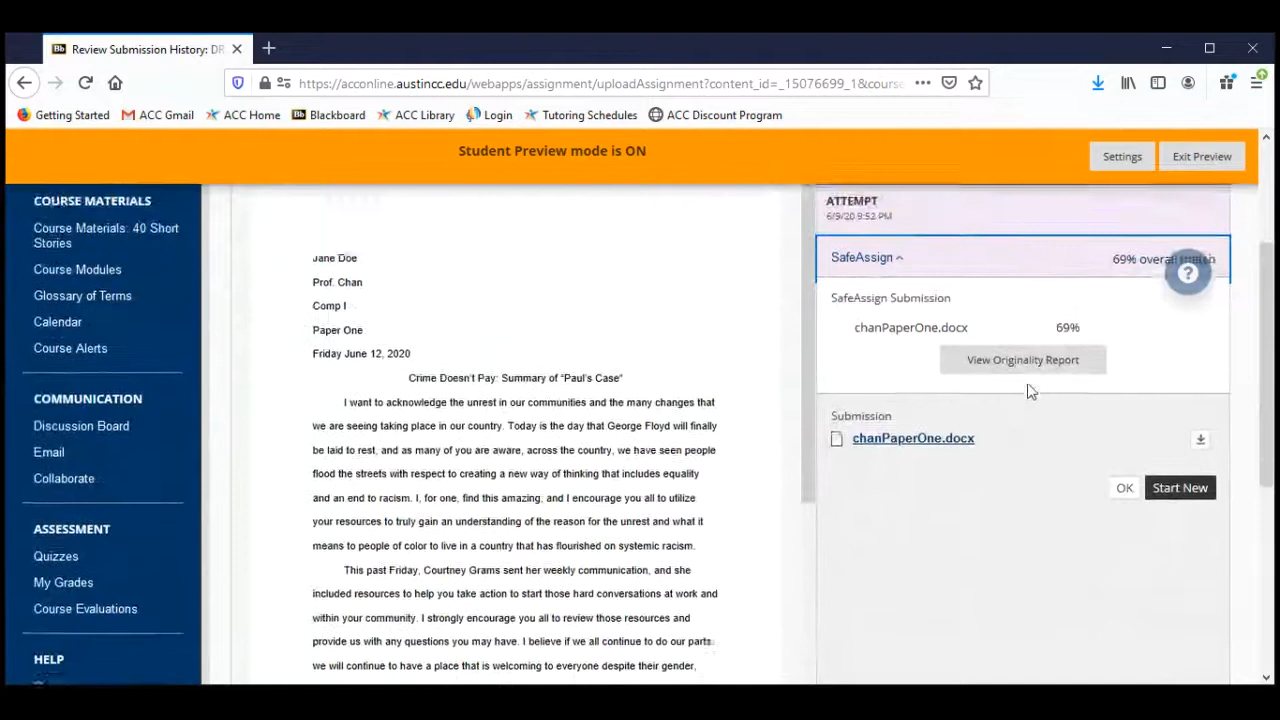 Review Submission History: DR
https://acconline.austincc.edu/webapps/assignment/uploadAssignment?content_id=_15076699_1&cours
Getting Started
ACC Gmail
ACC Home
Blackboard
ACC Library
Login
Tutoring Schedules
ACC Discount Program
Student Preview mode is ON
Settings
Exit Preview
COURSE MATERIALS
Course Materials: 40 Short
Stories
Course Modules
Glossary of Terms
Calendar
Course Alerts
COMMUNICATION
Discussion Board
Email
Collaborate
ASSESSMENT
Quizzes
My Grades
Course Evaluations
HELP
Jane Doe
Prof. Chan
Comp I
Paper One
Friday June 12, 2020
Crime Doesn't Pay: Summary of "Paul's Case"
I want to acknowledge the unrest in our communities and the many changes that
we are seeing taking place in our country. Today is the day that George Floyd will finally
be laid to rest, and as many of you are aware, across the country, we have seen people
flood the streets with respect to creating a new way of thinking that includes equality
and an end to racism. I, for one, find this amazing, and I encourage you all to utilize
your resources to truly gain an understanding of the reason for the unrest and what it
means to people of color to live in a country that has flourished on systemic racism.
This past Friday, Courtney Grams sent her weekly communication, and she
included resources to help you take action to start those hard conversations at work and
within your community. I strongly encourage you all to review those resources and
provide us with any questions you may have. I believe if we all continue to do our parts
we will continue to have a place that is welcoming to everyone despite their gender,
ATTEMPT
6/9/20 9:52 PM
SafeAssign
69% overall match
SafeAssign Submission
chanPaperOne.docx 69%
View Originality Report
Submission
chanPaperOne.docx
OK
Start New